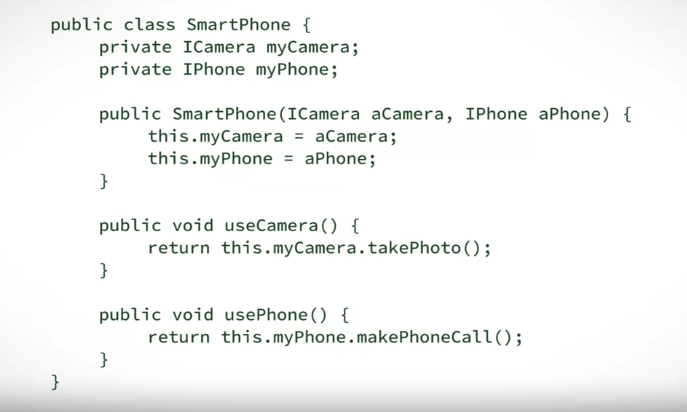 public class SmartPhone {
private ICamera myCamera;
private IPhone myPhone;
public SmartPhone(ICamera aCamera, IPhone aPhone) {
this.myCamera = aCamera;
this.myPhone = aPhone;
}
public void useCamera() {
return this.myCamera.takePhoto();
}
public void usePhone() {
return this.myPhone.makePhoneCall();
}
}